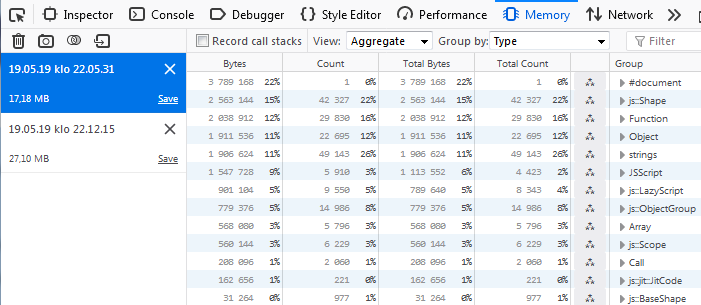 Inspector Console Debugger Style Editor Performance Memory Network
Record call stacks View: Aggregate Group by: Type Filter
Bytes Count Total Bytes Total Count Group
19.05.19 klo 22.05.31
17,18 MB Save
19.05.19 klo 22.12.15
27,10 MB Save
3 789 168 22% 1 0% 3 789 168 22% 1 0% #document
2 563 144 15% 42 327 22% 2 563 144 15% 42 327 22% js::Shape
2 038 912 12% 29 830 16% 2 038 912 12% 29 830 16% Function
1 911 536 11% 22 695 12% 1 911 536 11% 22 695 12% Object
1 906 624 11% 49 143 26% 1 906 624 11% 49 143 26% strings
1 547 728 9% 5 910 3% 1 113 552 6% 4 423 2% JSScript
901 104 5% 9 550 5% 789 640 5% 8 343 4% js::LazyScript
779 376 5% 14 986 8% 779 376 5% 14 986 8% js::ObjectGroup
568 080 3% 5 796 3% 568 080 3% 5 796 3% Array
560 144 3% 6 229 3% 560 144 3% 6 229 3% js::Scope
208 096 1% 2 060 1% 208 096 1% 2 060 1% Call
162 656 1% 221 0% 162 656 1% 221 0% js::jit::JitCode
31 264 0% 977 1% 31 264 0% 977 1% js::BaseShape